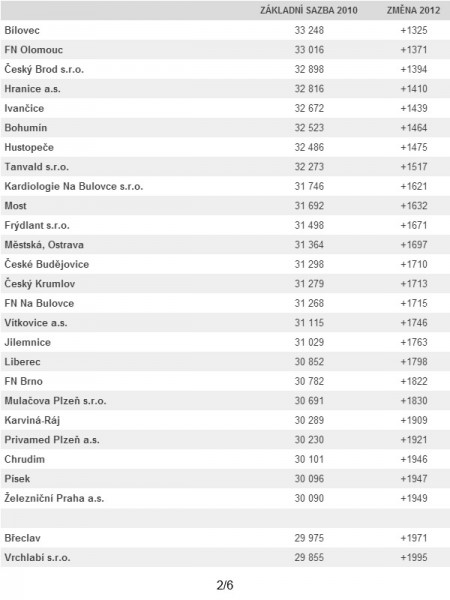 ZÁKLADNÍ SAZBA 2010 ZMĚNA 2012
Bílovec 33 248 +1325
FN Olomouc 33 016 +1371
Český Brod s.r.o. 32 898 +1394
Hranice a.s. 32 816 +1410
Ivančice 32 672 +1439
Bohumín 32 523 +1464
Hustopeče 32 486 +1475
Tanvald s.r.o. 32 273 +1517
Kardiologie Na Bulovce s.r.o. 31 746 +1621
Most 31 692 +1632
Frýdlant s.r.o. 31 498 +1671
Městská, Ostrava 31 364 +1697
České Budějovice 31 298 +1710
Český Krumlov 31 279 +1713
FN Na Bulovce 31 268 +1715
Vítkovice a.s. 31 115 +1746
Jilemnice 31 029 +1763
Liberec 30 852 +1798
FN Brno 30 782 +1822
Mulačova Plzeň s.r.o. 30 691 +1830
Karviná-Ráj 30 289 +1909
Privamed Plzeň a.s. 30 230 +1921
Chrudim 30 101 +1946
Písek 30 096 +1947
Železniční Praha a.s. 30 090 +1949
Břeclav 29 975 +1971
Vrchlabí s.r.o. 29 855 +1995
2/6